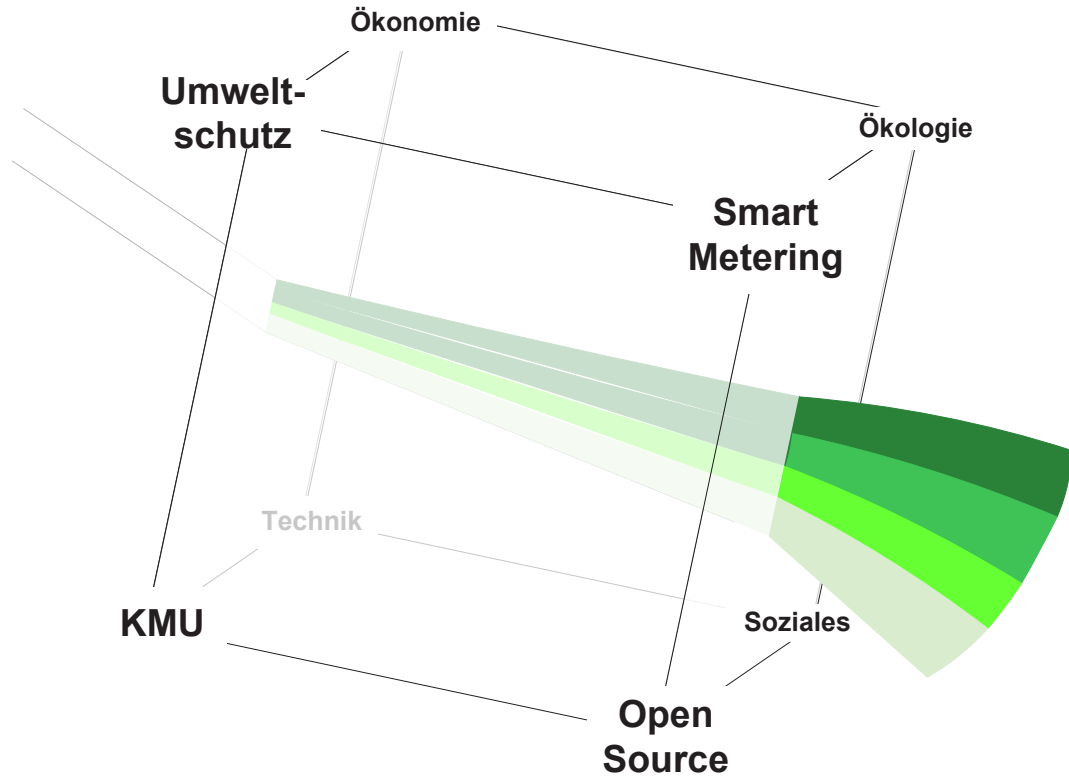 Ökonomie
Umwelt-
schutz
Ökologie
Smart
Metering
Technik
KMU
Soziales
Open
Source